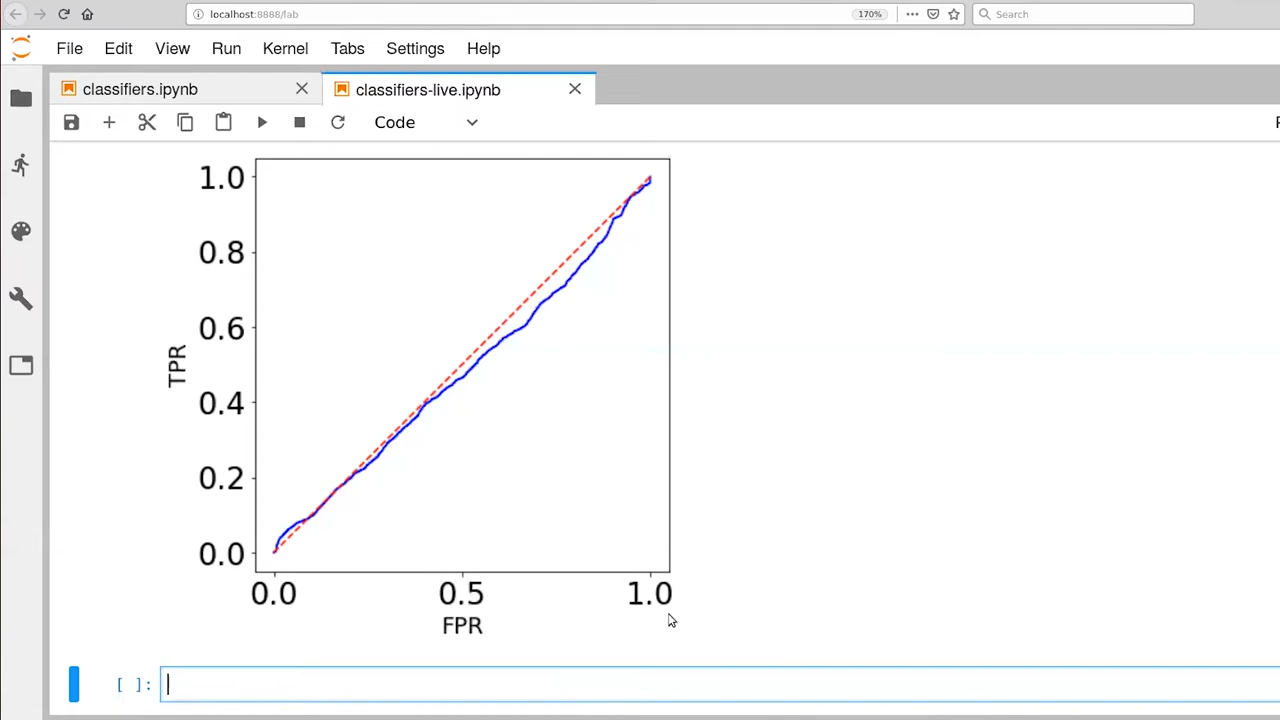 localhost:8888/lab
170%
Search
File Edit View Run Kernel Tabs Settings Help
classifiers.ipynb
classifiers-live.ipynb
Code
1.0
0.8
0.6
0.4
0.2
0.0
TPR
0.0 0.5 1.0
FPR
[ ]: